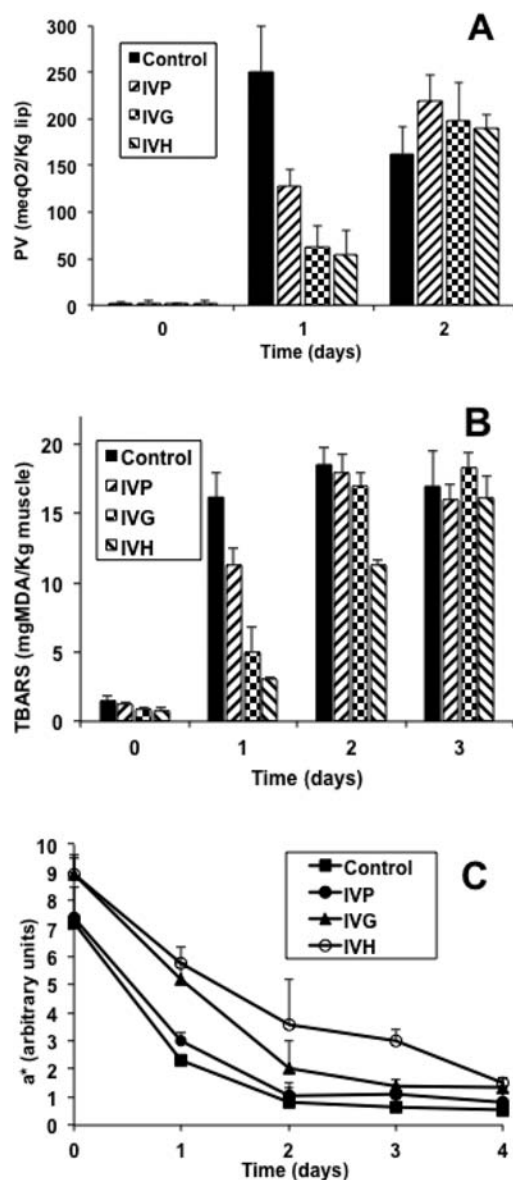 A
300
250
200
150
100
50
0
PV (meqO2/Kg lip)
Control
IVP
IVG
IVH
0 1 2
Time (days)
B
20
15
10
5
0
TBARS (mgMDA/Kg muscle)
Control
IVP
IVG
IVH
0 1 2 3
Time (days)
C
10
9
8
7
6
5
4
3
2
1
0
a* (arbitrary units)
Control
IVP
IVG
IVH
0 1 2 3 4
Time (days)